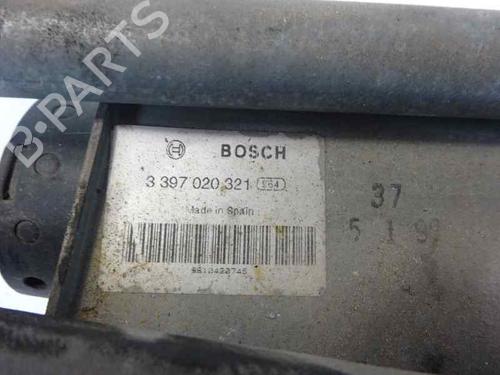 B-PARTS
BOSCH
3 397 020 321
Made in Spain
37
5 1 99